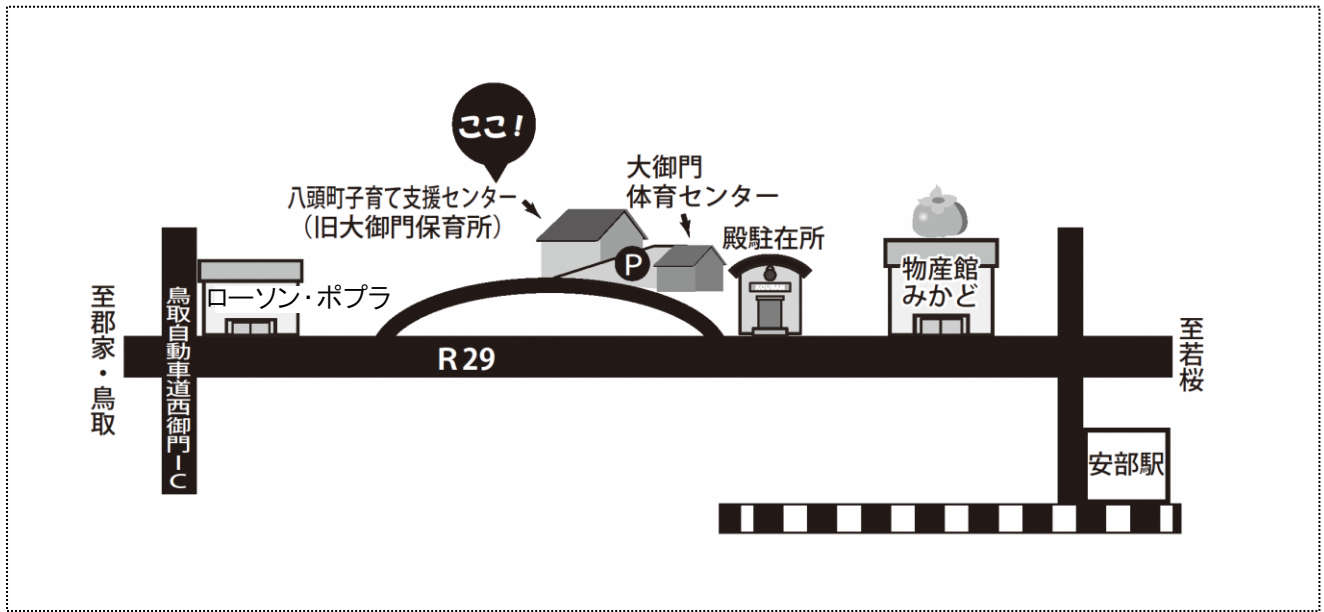 ここ！
八頭町子育て支援センター
（旧大御門保育所）
大御門
体育センター
P
殿駐在所
KOUBAN
物産館
みかど
ローソン・ポプラ
至郡家・鳥取
鳥取自動車道西御門IC
R29
至若桜
安部駅